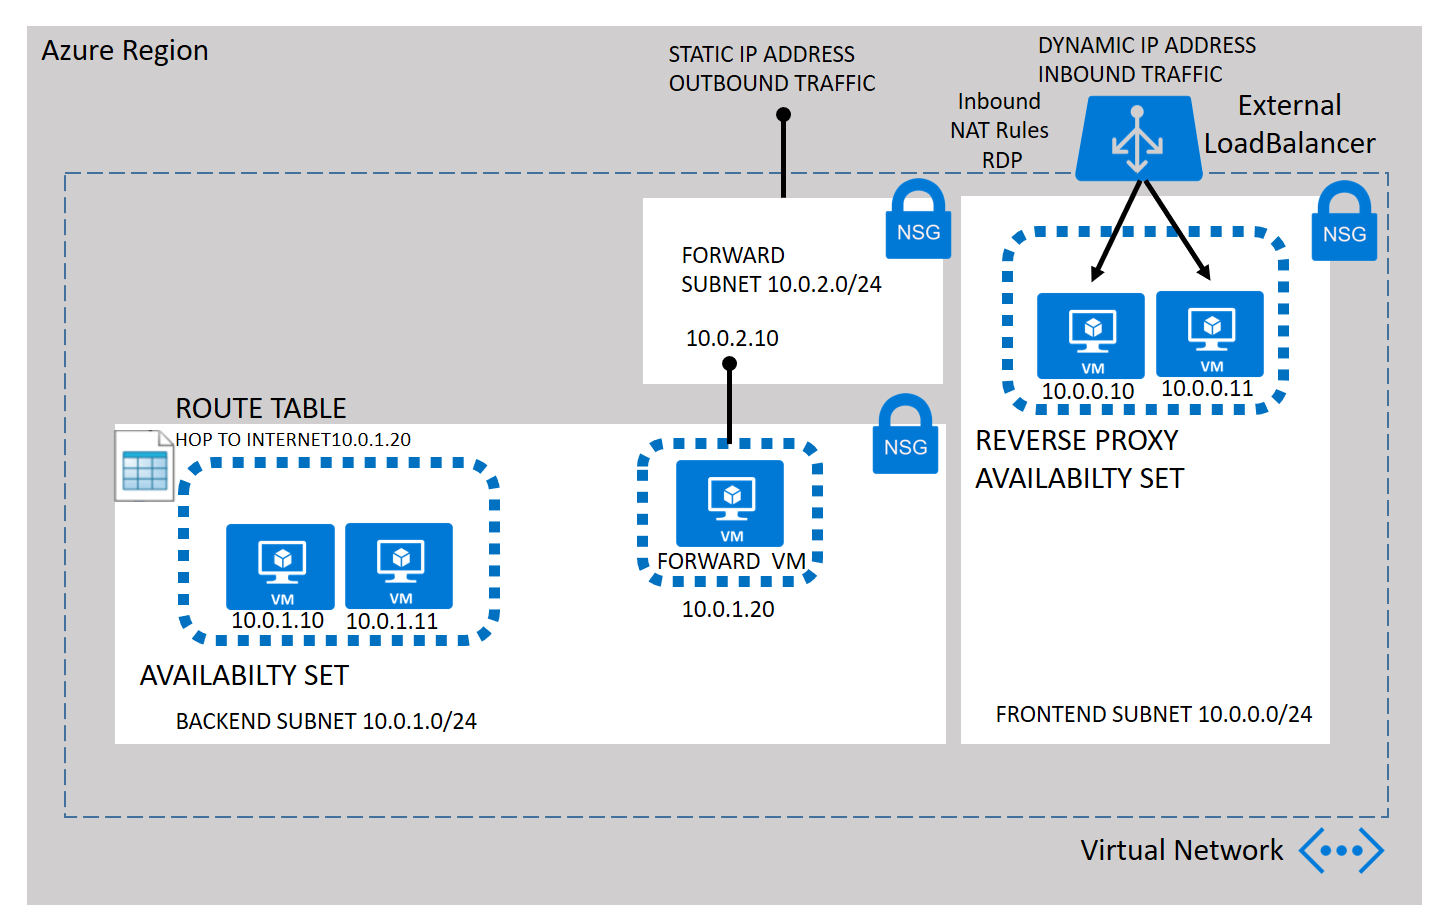 Azure Region
STATIC IP ADDRESS
OUTBOUND TRAFFIC
DYNAMIC IP ADDRESS
INBOUND TRAFFIC
Inbound
NAT Rules
RDP
External
LoadBalancer
NSG
NSG
FORWARD
SUBNET 10.0.2.0/24
10.0.2.10
VM
VM
10.0.0.10
10.0.0.11
REVERSE PROXY
AVAILABILTY SET
FRONTEND SUBNET 10.0.0.0/24
ROUTE TABLE
HOP TO INTERNET10.0.1.20
NSG
VM
FORWARD VM
10.0.1.20
VM
VM
10.0.1.10
10.0.1.11
AVAILABILTY SET
BACKEND SUBNET 10.0.1.0/24
Virtual Network